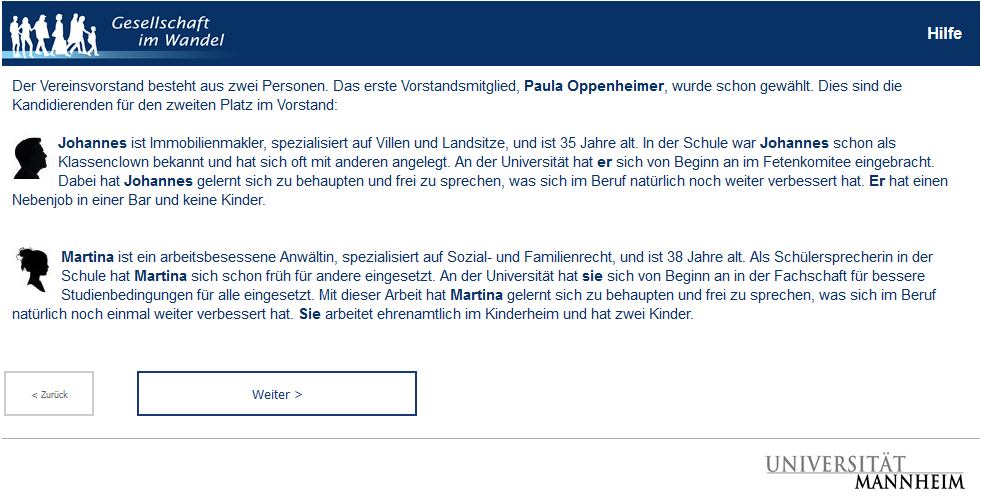 Gesellschaft
im Wandel
Hilfe
Der Vereinsvorstand besteht aus zwei Personen. Das erste Vorstandsmitglied, Paula Oppenheimer, wurde schon gewählt. Dies sind die
Kandidierenden für den zweiten Platz im Vorstand:
Johannes ist Immobilienmakler, spezialisiert auf Villen und Landsitze, und ist 35 Jahre alt. In der Schule war Johannes schon als
Klassenclown bekannt und hat sich oft mit anderen angelegt. An der Universität hat er sich von Beginn an im Fetenkomitee eingebracht.
Dabei hat Johannes gelernt sich zu behaupten und frei zu sprechen, was sich im Beruf natürlich noch weiter verbessert hat. Er hat einen
Nebenjob in einer Bar und keine Kinder.
Martina ist ein arbeitsbesessene Anwältin, spezialisiert auf Sozial- und Familienrecht, und ist 38 Jahre alt. Als Schülersprecherin in der
Schule hat Martina sich schon früh für andere eingesetzt. An der Universität hat sie sich von Beginn an in der Fachschaft für bessere
Studienbedingungen für alle eingesetzt. Mit dieser Arbeit hat Martina gelernt sich zu behaupten und frei zu sprechen, was sich im Beruf
natürlich noch einmal weiter verbessert hat. Sie arbeitet ehrenamtlich im Kinderheim und hat zwei Kinder.
< Zurück
Weiter >
UNIVERSITÄT
MANNHEIM